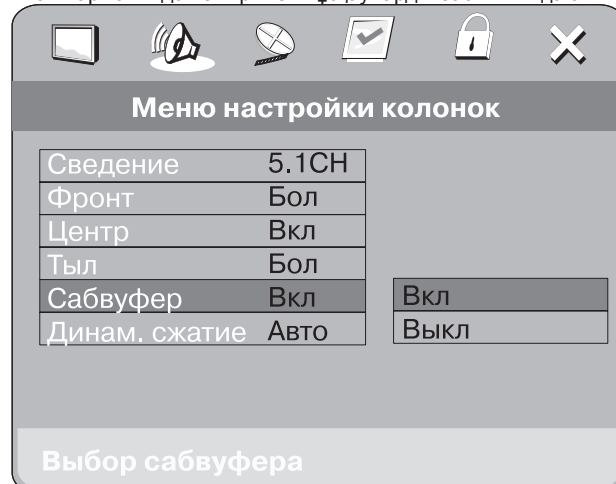 Меню настройки колонок
Сведение 5.1CH
Фронт Бол
Центр Вкл
Тыл Бол
Сабвуфер Вкл Вкл
Динам. сжатие Авто Выкл
Выбор сабвуфера